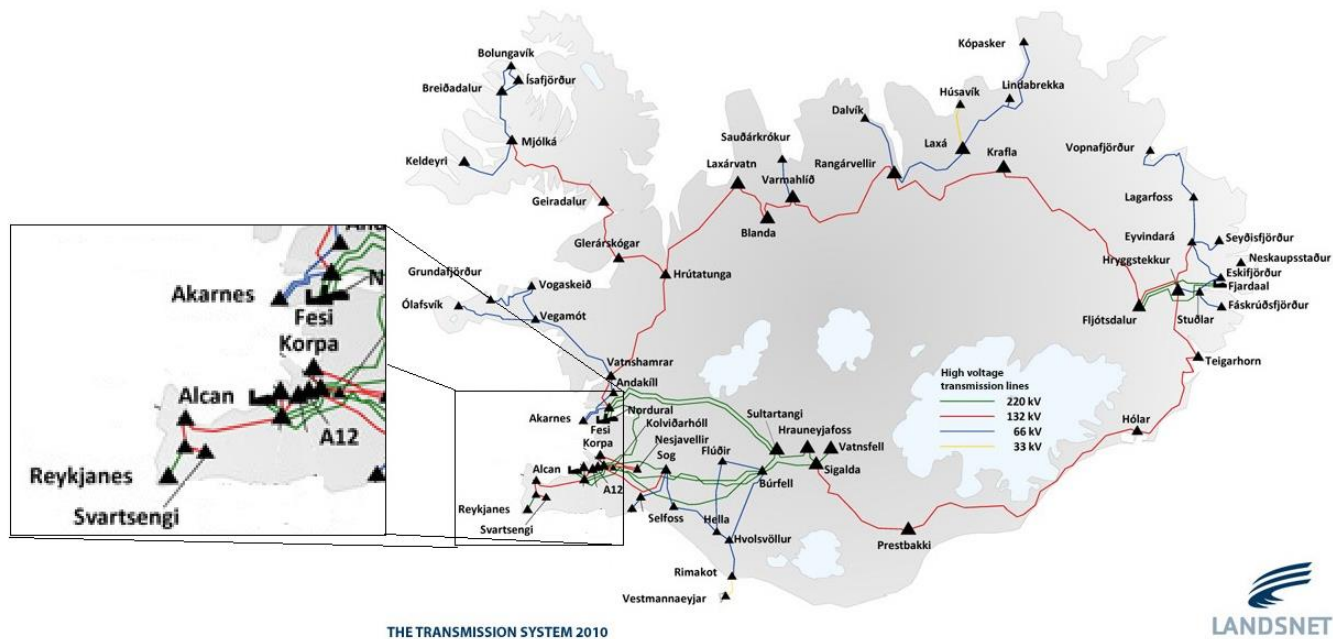 Kópasker
Bolungavík
Ísafjörður
Breiðadalur
Lindabrekka
Húsavík
Dalvík
Mjólká
Sauðárkrókur
Laxá
Vopnafjörður
Keldeyri
Laxárvatn
Rangárvellir
Krafla
Varmahlíð
Geiradalur
Lagarfoss
Blanda
Glerárskógar
Eyvindará
Seyðisfjörður
Hryggstekkur
Neskaupsstaður
Grundafjörður
Hrútatunga
Eskifjörður
Fjardaal
Vogaskeið
Ólafsvík
Fáskrúðsfjörður
Vegamót
Fljótsdalur
Stuðlar
Teigarhorn
Vatnshamrar
High voltage
transmission lines
220 kV
132 kV
66 kV
33 kV
Andakíll
Akarnes
Nordural
Fesi
Kolviðarhóll
Sultartangi
Hólar
Korpa
Nesjavellir
Hrauneyjafoss
Sog
Flúðir
Vatnsfell
Alcan
A12
Búrfell
Sigalda
Reykjanes
Svartsengi
Selfoss
Hella
Hvolsvöllur
Prestbakki
Rimakot
Vestmannaeyjar
Akarnes
Fesi
Korpa
Alcan
A12
Reykjanes
Svartsengi
THE TRANSMISSION SYSTEM 2010
LANDSNET